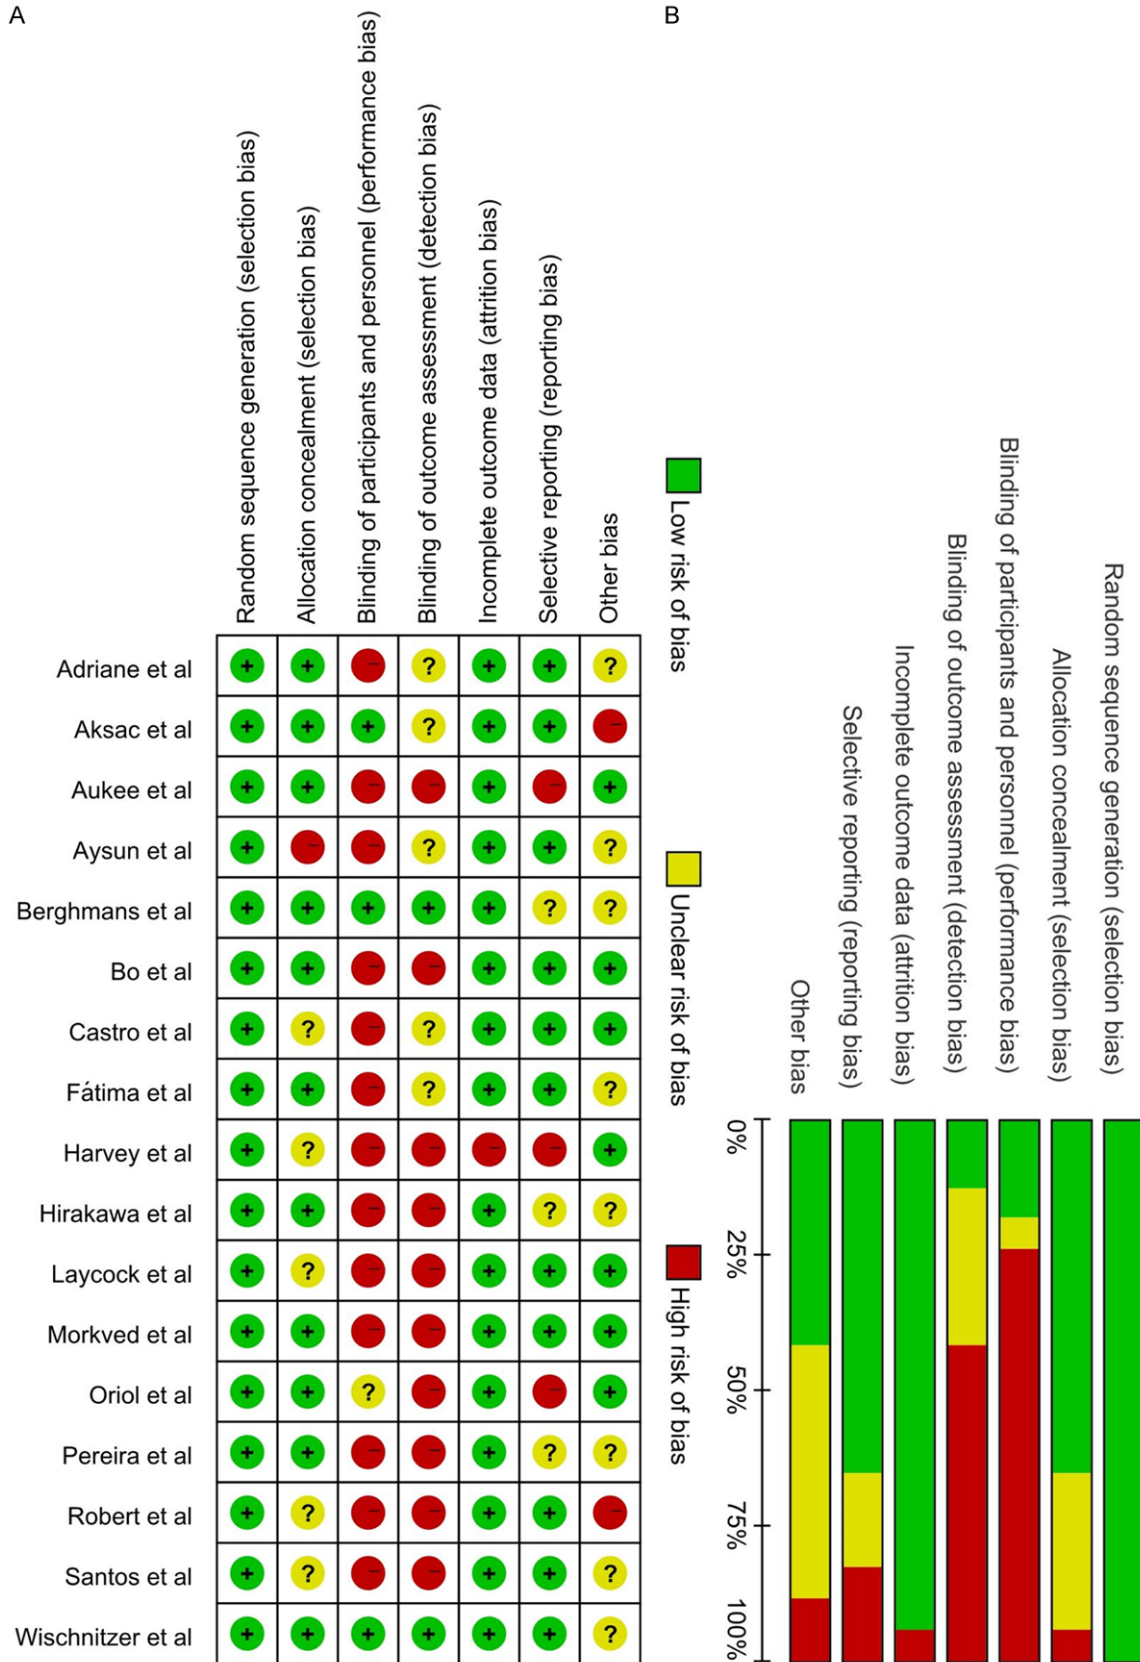 A
B
Random sequence generation (selection bias)
Allocation concealment (selection bias)
Blinding of participants and personnel (performance bias)
Blinding of outcome assessment (detection bias)
Incomplete outcome data (attrition bias)
Selective reporting (reporting bias)
Other bias
Adriane et al + + - ? + + ?
Aksac et al + + + ? + + -
Aukee et al + + - - + - +
Aysun et al + - - ? + + ?
Berghmans et al + + + + + ? ?
Bo et al + + - - + + +
Castro et al + ? - ? + + +
Fátima et al + + - ? + + ?
Harvey et al + ? - - - - +
Hirakawa et al + + - - + ? ?
Laycock et al + ? - - + + +
Morkved et al + + - - + + +
Oriol et al + + ? - + - +
Pereira et al + + - - + ? ?
Robert et al + ? - - + + -
Santos et al + ? - - + + ?
Wischnitzer et al + + + + + + ?
Random sequence generation (selection bias)
Allocation concealment (selection bias)
Blinding of participants and personnel (performance bias)
Blinding of outcome assessment (detection bias)
Incomplete outcome data (attrition bias)
Selective reporting (reporting bias)
Other bias
0% 25% 50% 75% 100%
Low risk of bias
Unclear risk of bias
High risk of bias